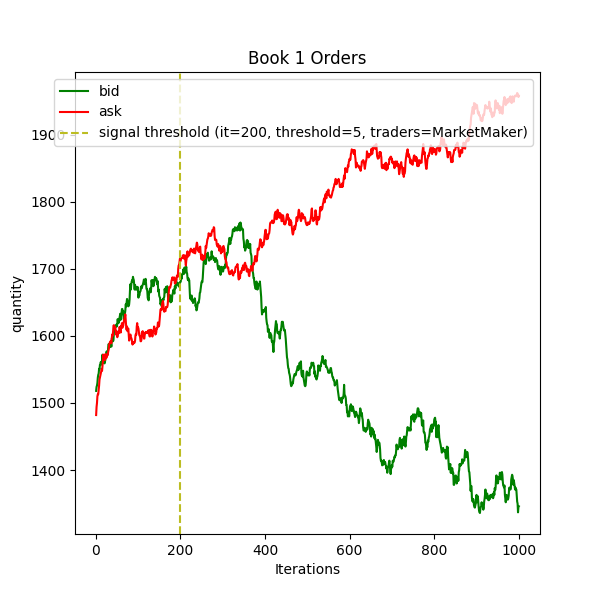 Book 1 Orders
bid
ask
signal threshold (it=200, threshold=5, traders=MarketMaker)
1900
1800
1700
1600
1500
1400
quantity
0 200 400 600 800 1000
Iterations